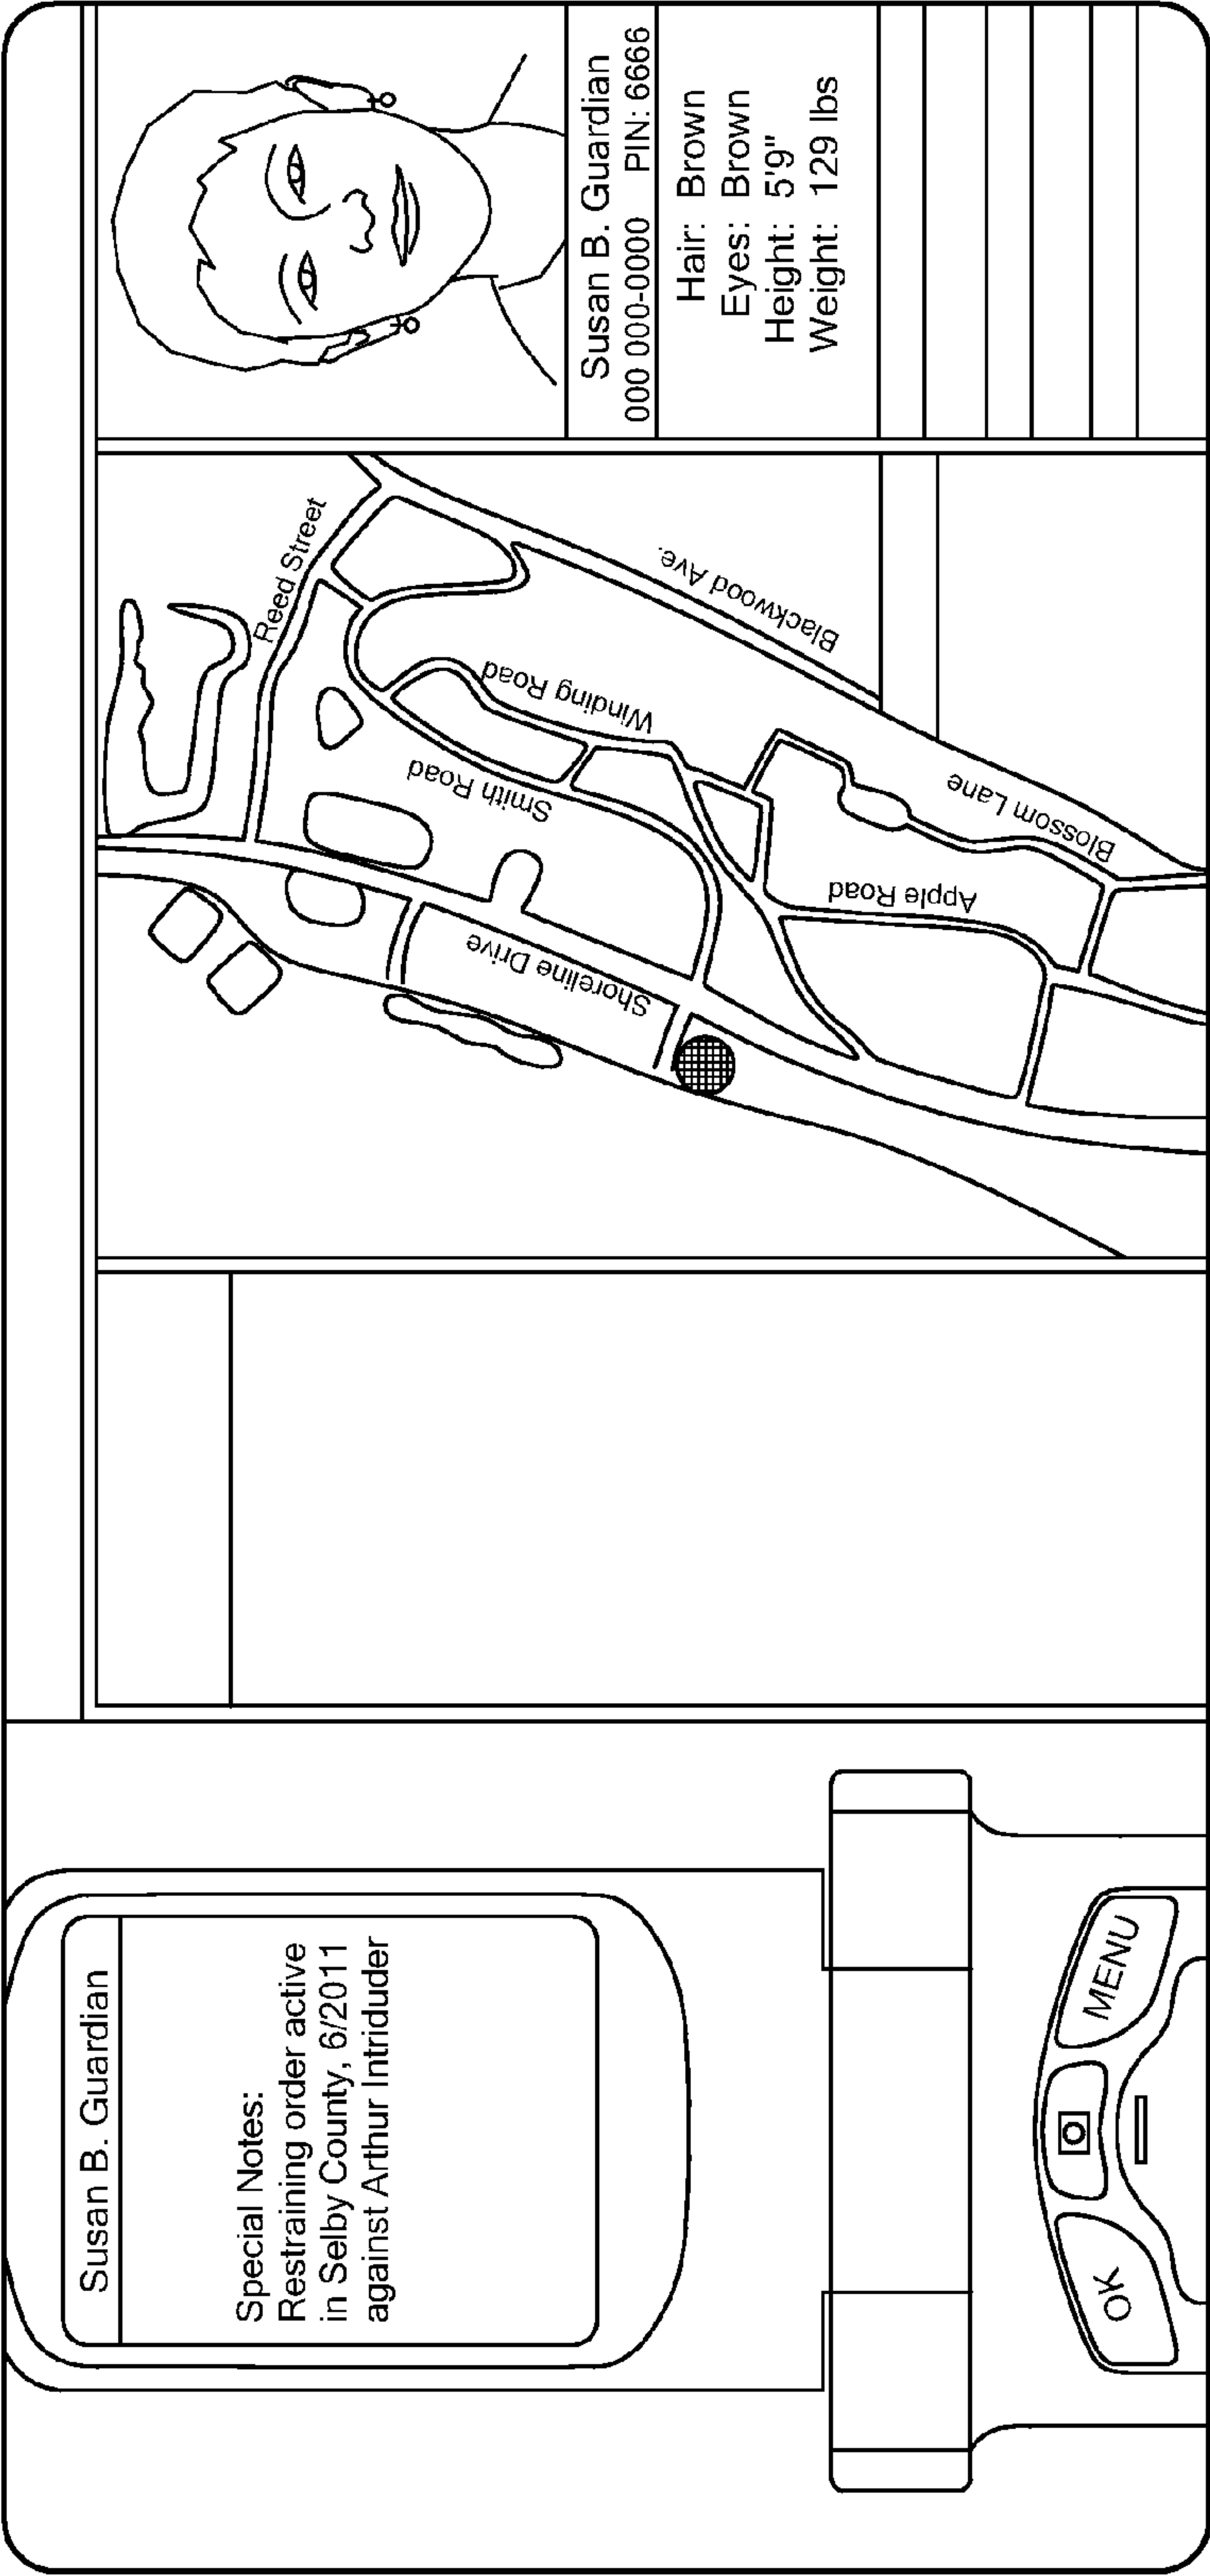 Susan B. Guardian
Special Notes:
Restraining order active
in Selby County, 6/2011
against Arthur Intriduder
OK
MENU
Reed Street
Blackwood Ave.
Winding Road
Smith Road
Shoreline Drive
Apple Road
Blossom Lane
Susan B. Guardian
000 000-0000 PIN: 6666
Hair: Brown
Eyes: Brown
Height: 5'9"
Weight: 129 lbs